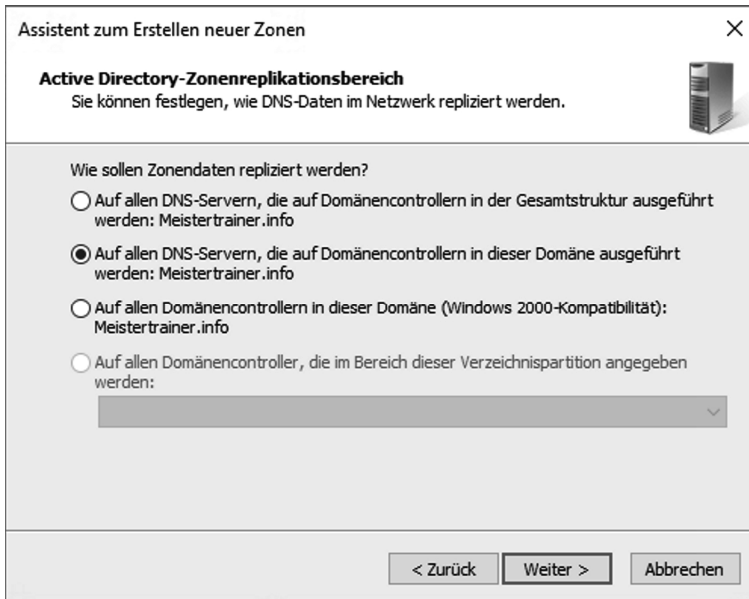 Assistent zum Erstellen neuer Zonen
Active Directory-Zonenreplikationsbereich
Sie können festlegen, wie DNS-Daten im Netzwerk repliziert werden.
Wie sollen Zonendaten repliziert werden?
Auf allen DNS-Servern, die auf Domänencontrollern in der Gesamtstruktur ausgeführt
werden: Meistertrainer.info
Auf allen DNS-Servern, die auf Domänencontrollern in dieser Domäne ausgeführt
werden: Meistertrainer.info
Auf allen Domänencontrollern in dieser Domäne (Windows 2000-Kompatibilität):
Meistertrainer.info
Auf allen Domänencontroller, die im Bereich dieser Verzeichnispartition angegeben
werden:
< Zurück Weiter > Abbrechen